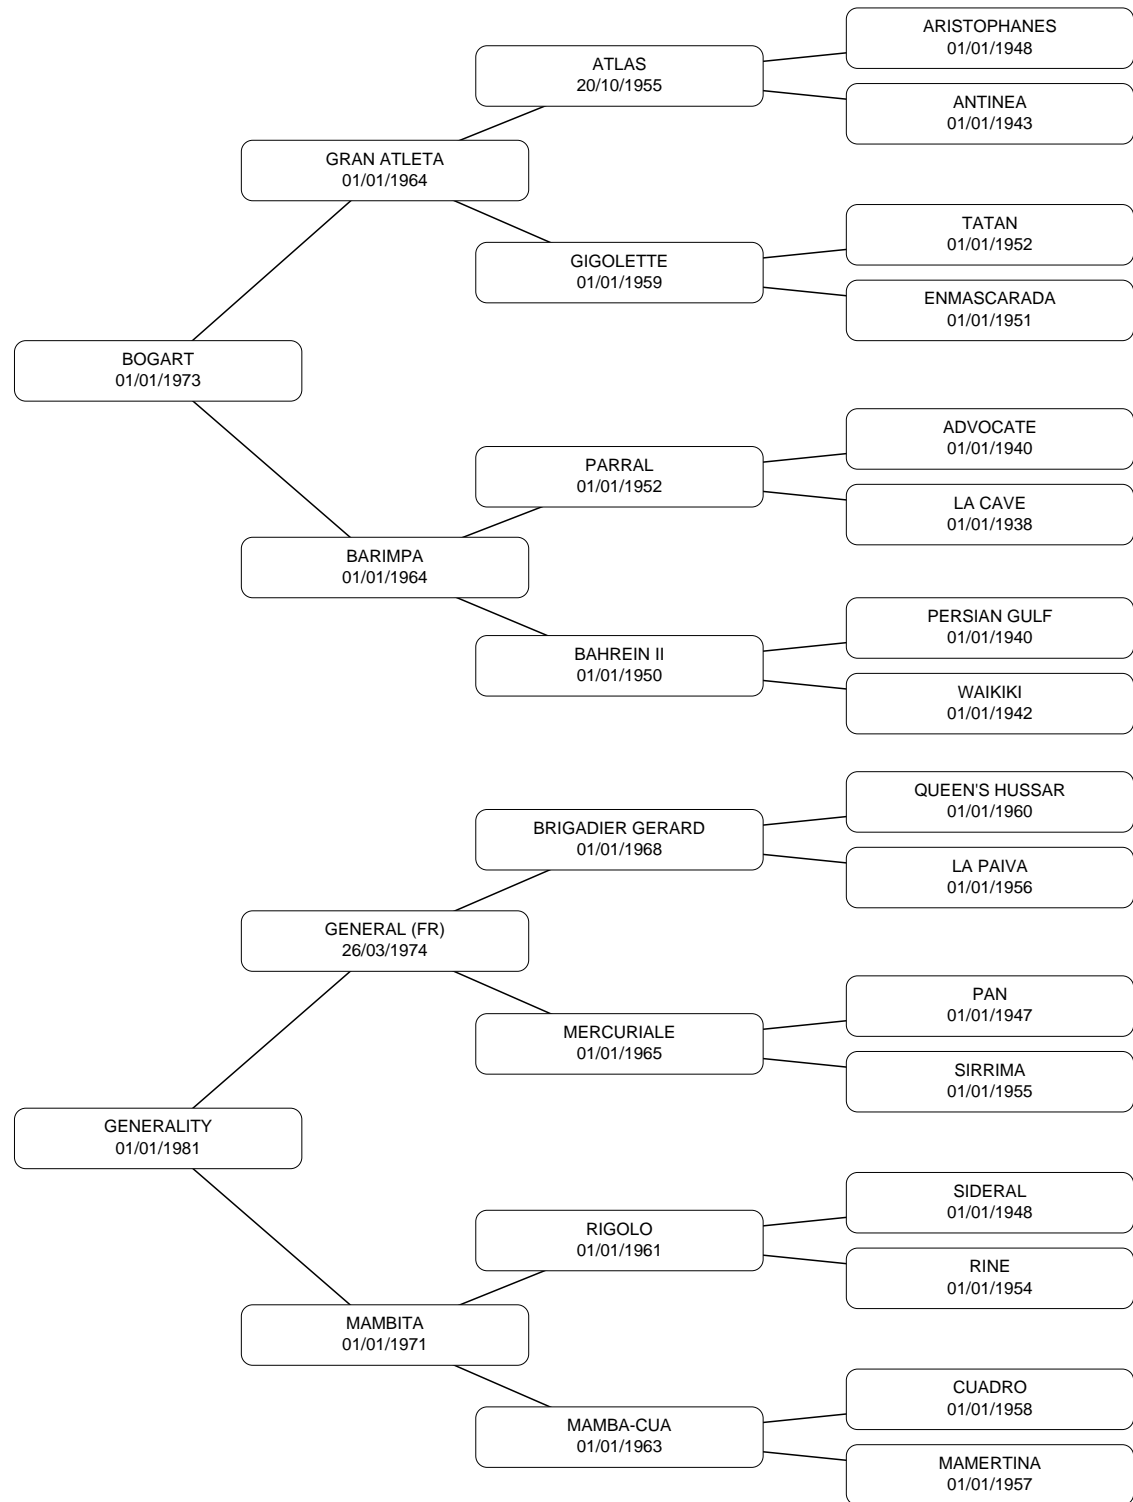 ARISTOPHANES
01/01/1948
ATLAS
20/10/1955
ANTINEA
01/01/1943
GRAN ATLETA
01/01/1964
TATAN
01/01/1952
GIGOLETTE
01/01/1959
ENMASCARADA
01/01/1951
BOGART
01/01/1973
ADVOCATE
01/01/1940
PARRAL
01/01/1952
LA CAVE
01/01/1938
BARIMPA
01/01/1964
PERSIAN GULF
01/01/1940
BAHREIN II
01/01/1950
WAIKIKI
01/01/1942
QUEEN'S HUSSAR
01/01/1960
BRIGADIER GERARD
01/01/1968
LA PAIVA
01/01/1956
GENERAL (FR)
26/03/1974
PAN
01/01/1947
MERCURIALE
01/01/1965
SIRRIMA
01/01/1955
GENERALITY
01/01/1981
SIDERAL
01/01/1948
RIGOLO
01/01/1961
RINE
01/01/1954
MAMBITA
01/01/1971
CUADRO
01/01/1958
MAMBA-CUA
01/01/1963
MAMERTINA
01/01/1957